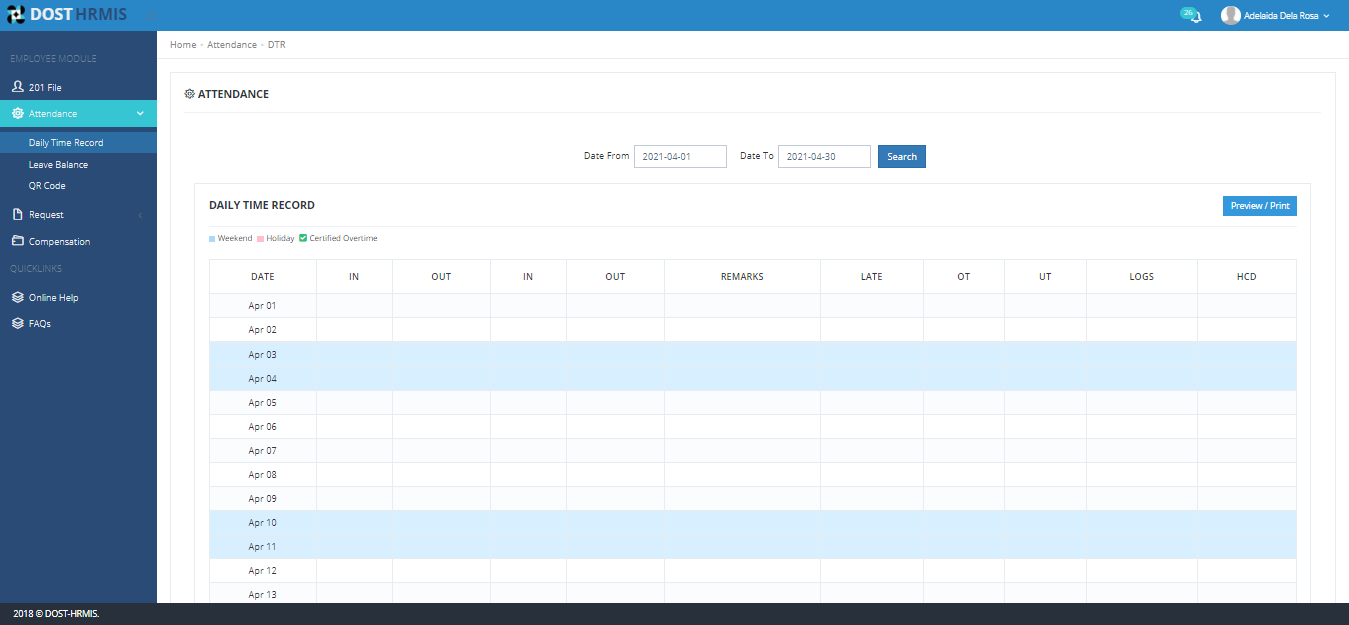 DOST HRMIS
26
Adelaida Dela Rosa
EMPLOYEE MODULE
201 File
Attendance
Daily Time Record
Leave Balance
QR Code
Request
Compensation
QUICKLINKS
Online Help
FAQs
Home - Attendance - DTR
ATTENDANCE
Date From 2021-04-01 Date To 2021-04-30 Search
DAILY TIME RECORD
Preview / Print
Weekend Holiday Certified Overtime
DATE IN OUT IN OUT REMARKS LATE OT UT LOGS HCD
Apr 01
Apr 02
Apr 03
Apr 04
Apr 05
Apr 06
Apr 07
Apr 08
Apr 09
Apr 10
Apr 11
Apr 12
Apr 13
2018 © DOST-HRMIS.